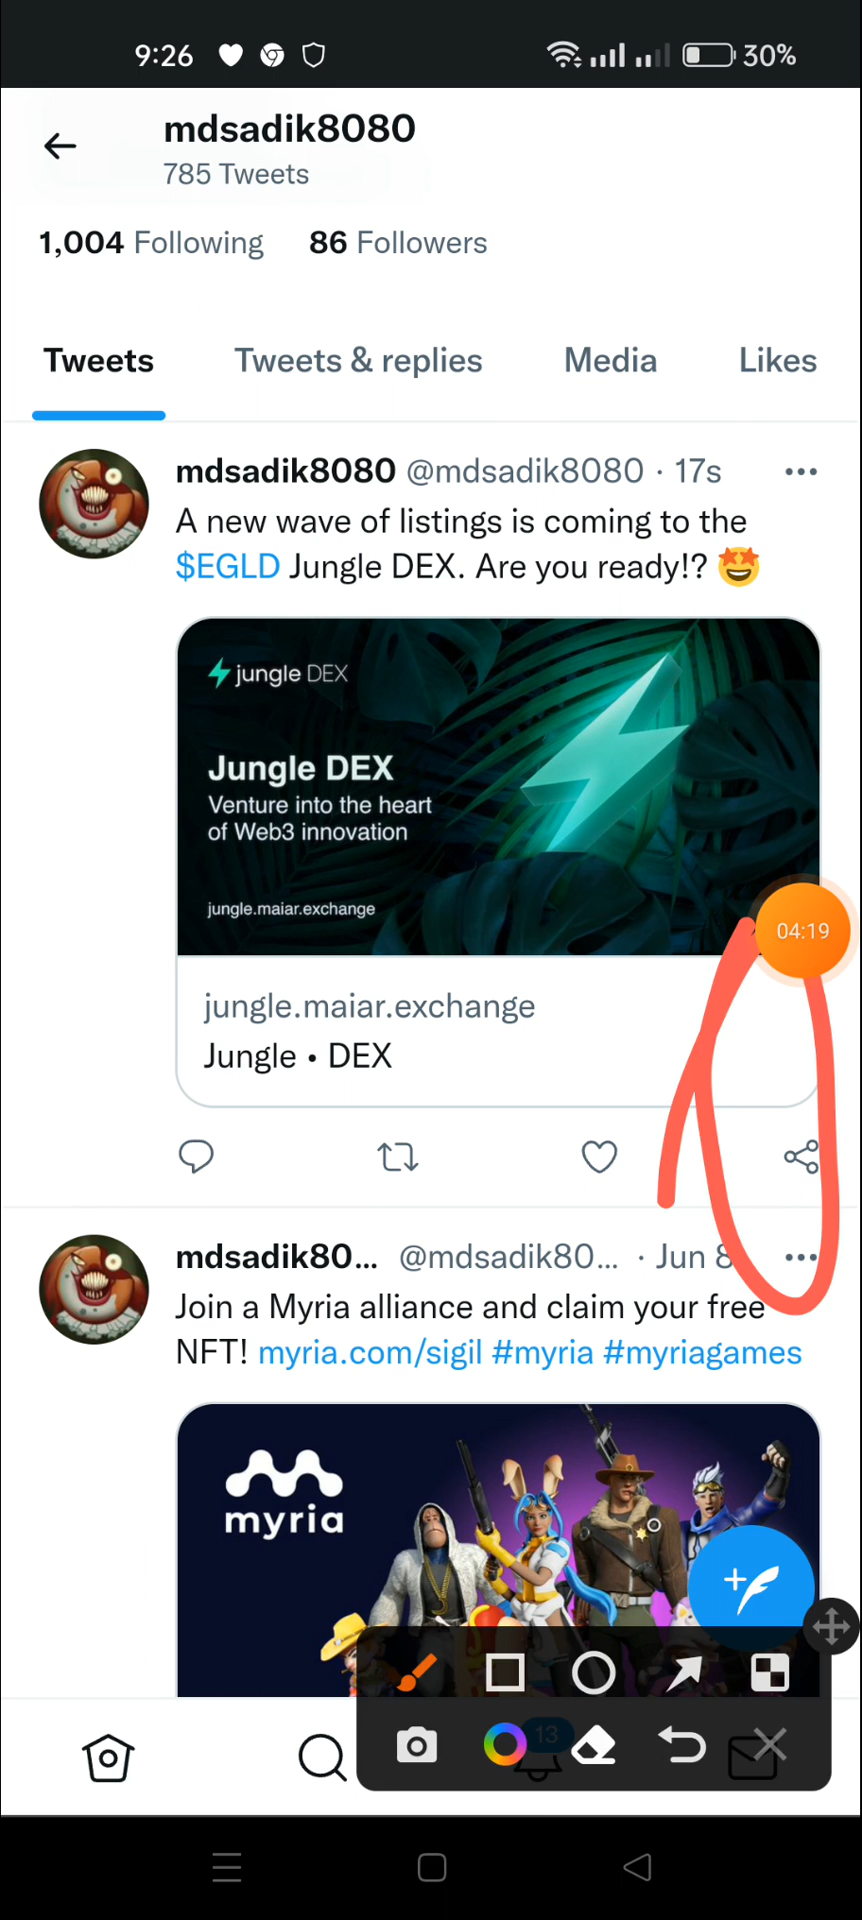 9:26
30%
mdsadik8080
785 Tweets
1,004 Following 86 Followers
Tweets Tweets & replies Media Likes
mdsadik8080 @mdsadik8080 · 17s
A new wave of listings is coming to the
$EGLD Jungle DEX. Are you ready!? 🤩
jungle DEX
Jungle DEX
Venture into the heart
of Web3 innovation
jungle.maiar.exchange
04:19
jungle.maiar.exchange
Jungle • DEX
mdsadik80... @mdsadik80... · Jun 8
Join a Myria alliance and claim your free
NFT! myria.com/sigil #myria #myriagames
myria
13